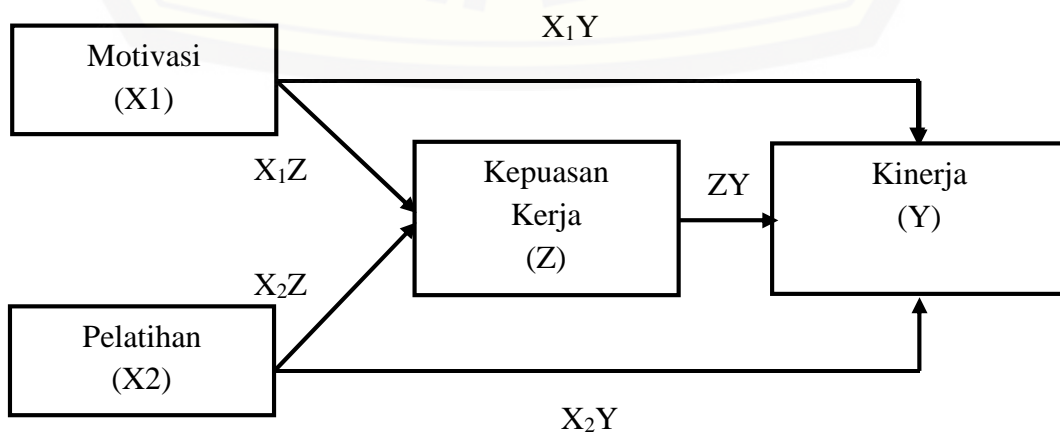 X₁Y
Motivasi
(X1)
X₁Z
Kepuasan
Kerja
(Z)
ZY
Kinerja
(Y)
X₂Z
Pelatihan
(X2)
X₂Y